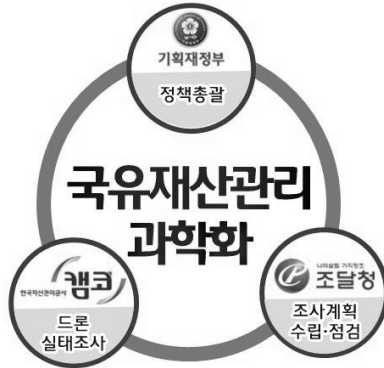 기획재정부
정책총괄
국유재산관리
과학화
한국자산관리공사 캠코
드론
실태조사
나라살림 가치창조
조달청
조사계획
수립·점검